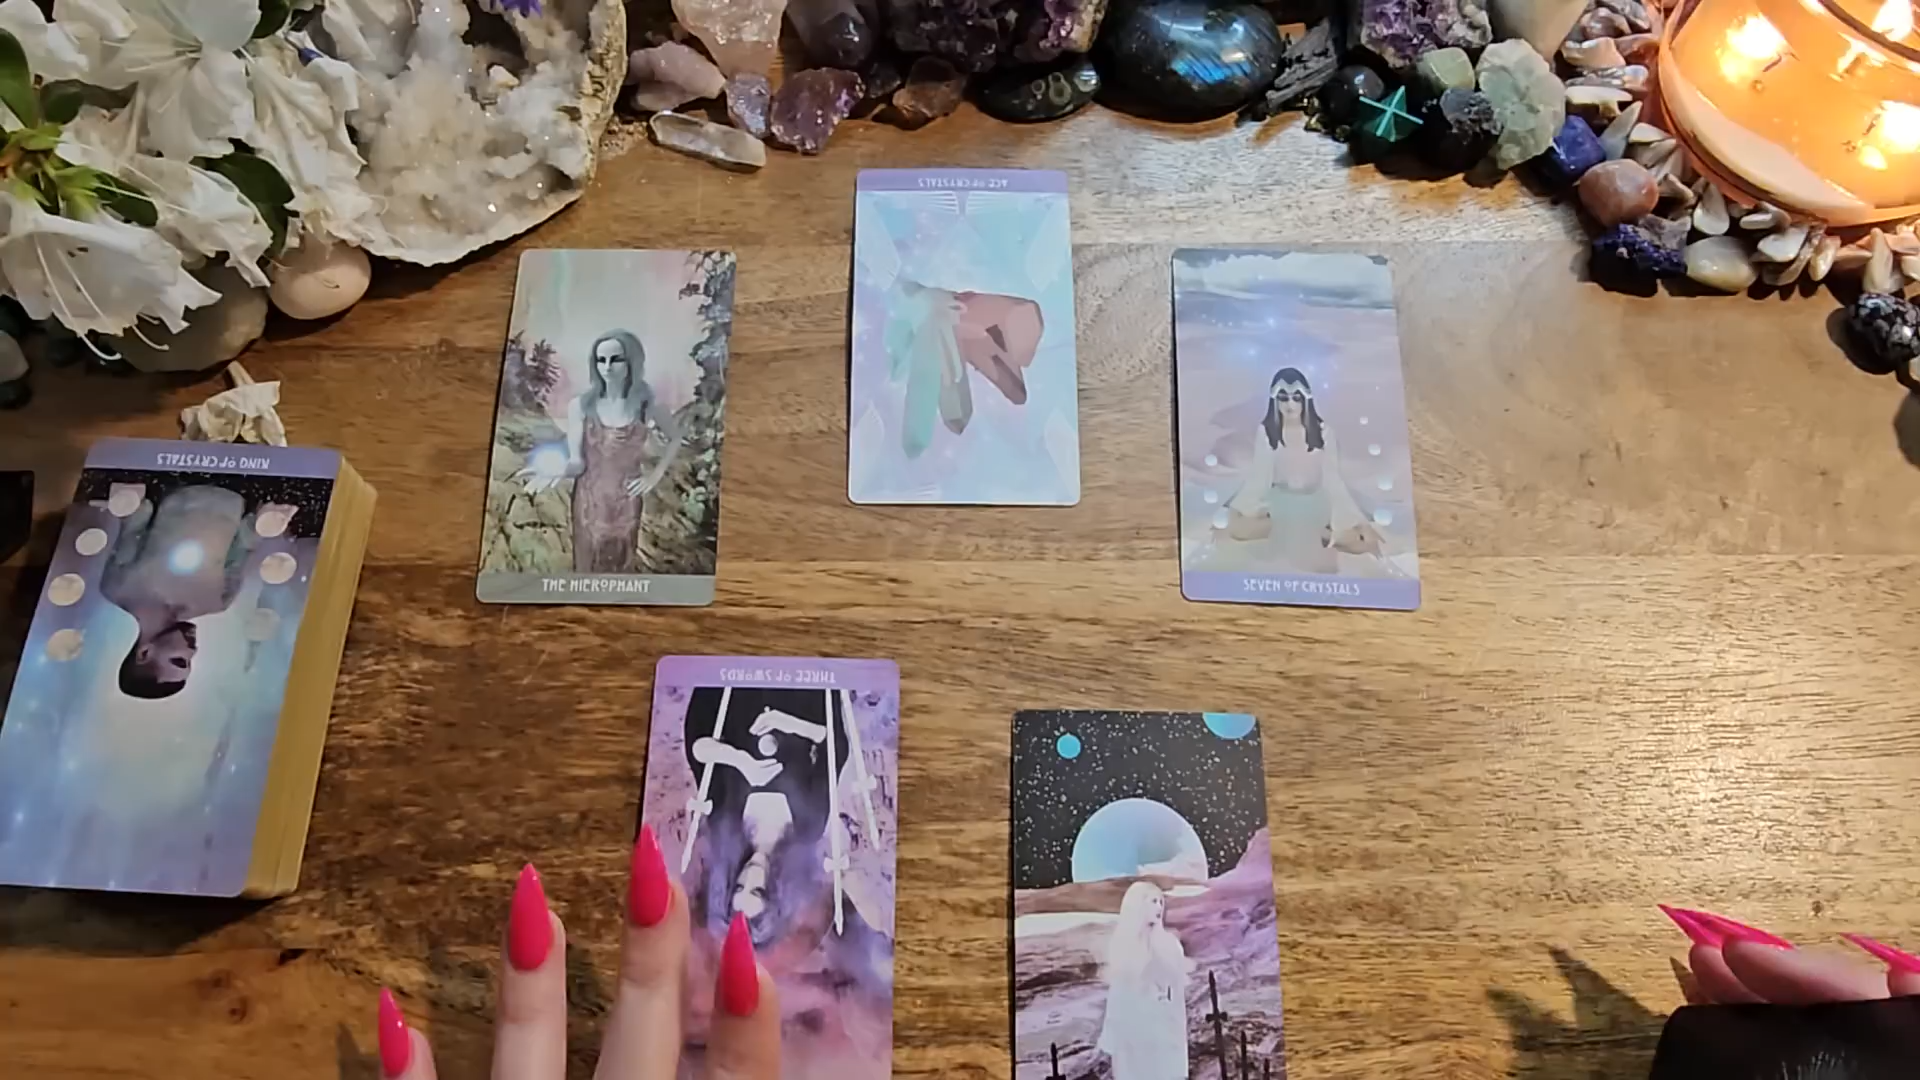 ACE OF CRYSTALS
KING OF CRYSTALS
THE HIEROPHANT
SEVEN OF CRYSTALS
THREE OF SWORDS